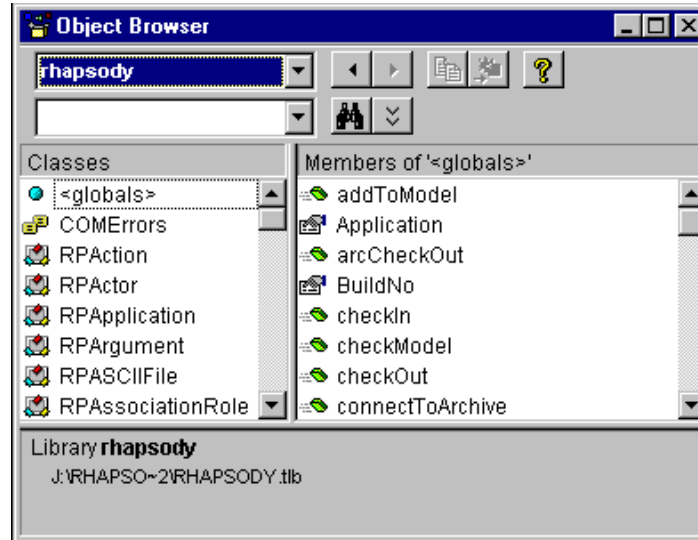 Object Browser
rhapsody
Classes
Members of '<globals>'
<globals>
COMErrors
RPAction
RPActor
RPApplication
RPArgument
RPASCIIFile
RPAssociationRole
addToModel
Application
arcCheckOut
BuildNo
checkIn
checkModel
checkOut
connectToArchive
Library rhapsody
J:\RHAPSO~2\RHAPSODY.tlb